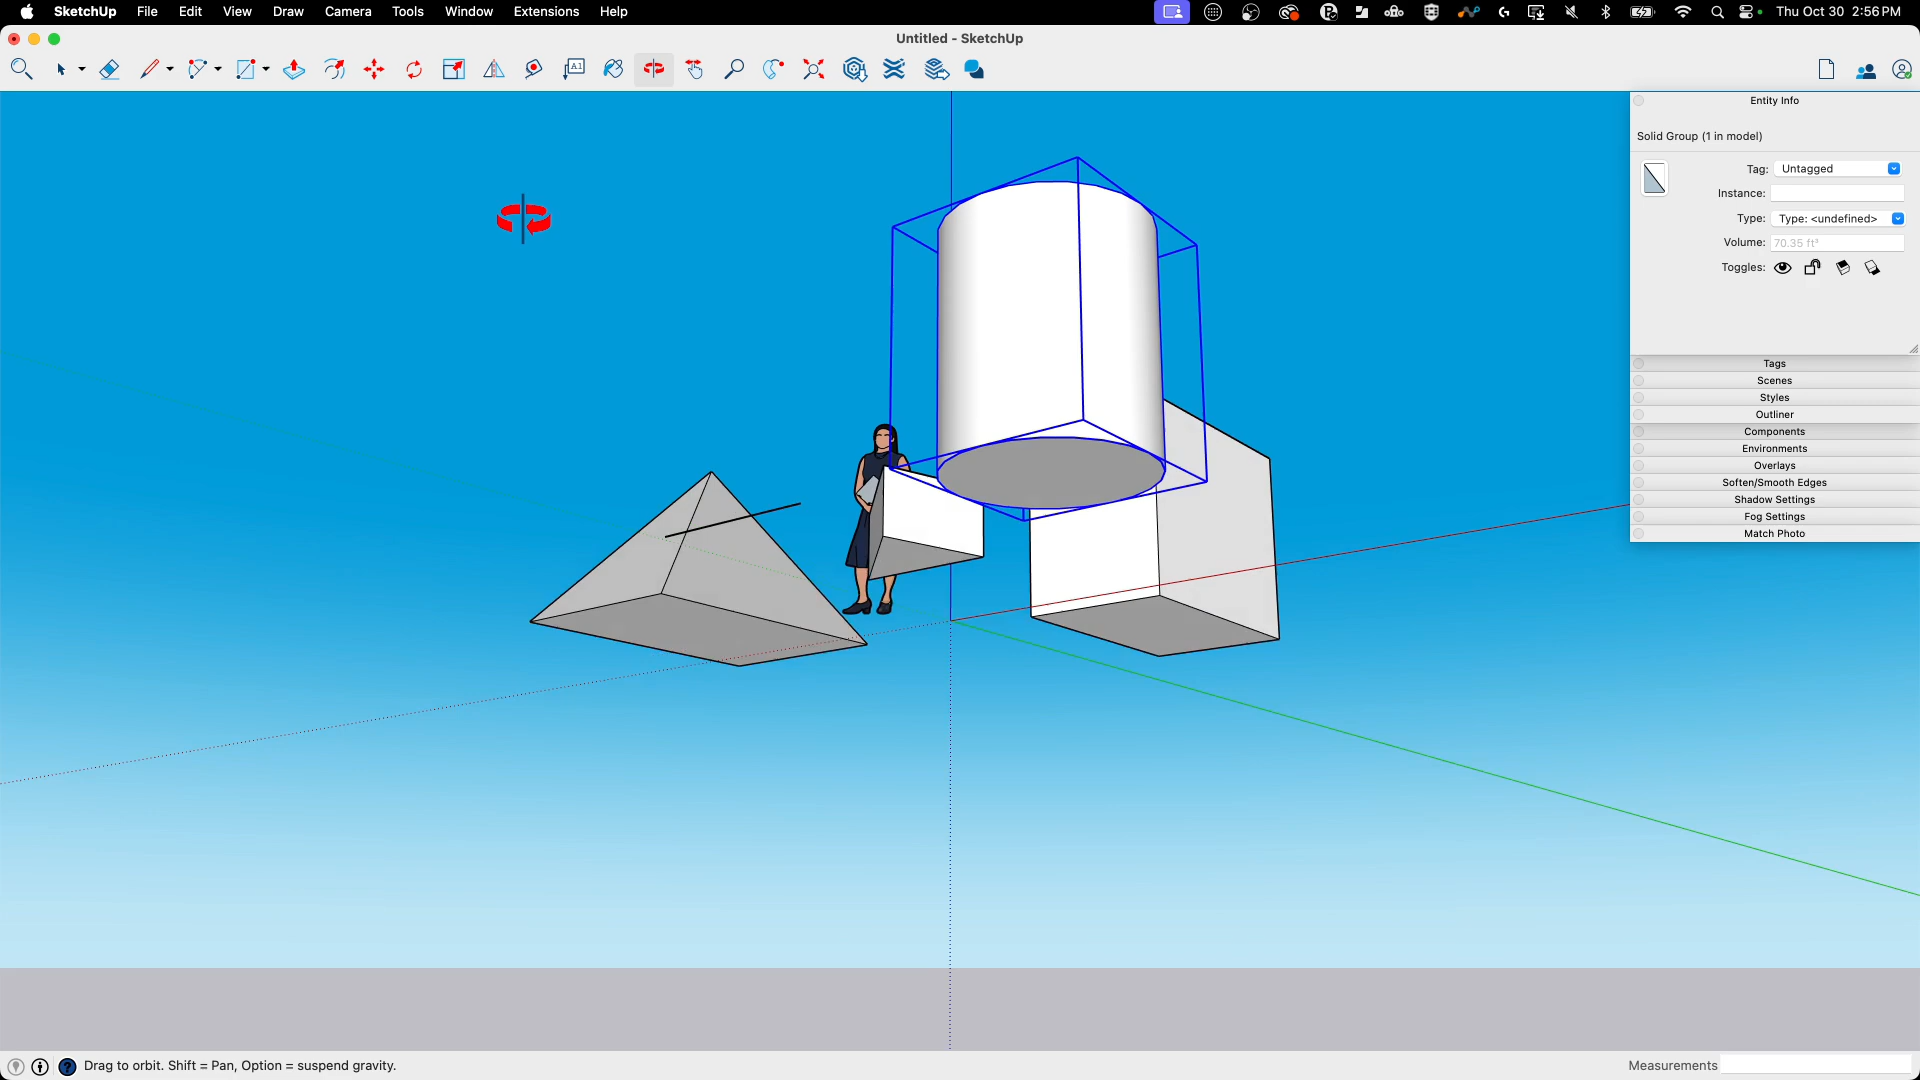 SketchUp File Edit View Draw Camera Tools Window Extensions Help Thu Oct 30 2:56 PM
Untitled - SketchUp
A1
Entity Info
Solid Group (1 in model)
Tag: Untagged
Instance:
Type: Type: <undefined>
Volume: 70.35 ft³
Toggles:
Tags
Scenes
Styles
Outliner
Components
Environments
Overlays
Soften/Smooth Edges
Shadow Settings
Fog Settings
Match Photo
Drag to orbit. Shift = Pan, Option = suspend gravity. Measurements